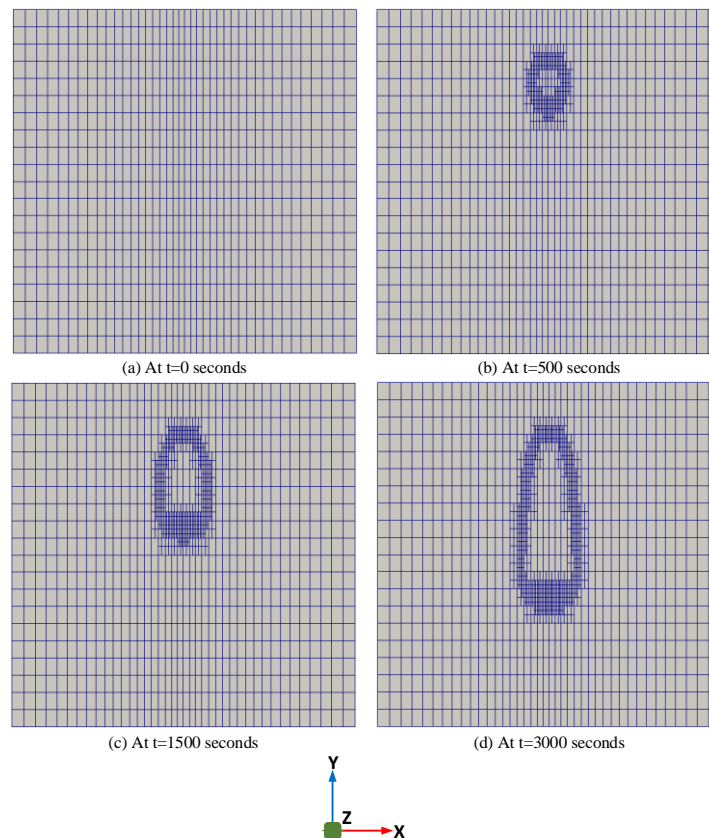 (a) At t=0 seconds
(b) At t=500 seconds
(c) At t=1500 seconds
(d) At t=3000 seconds
Y
Z
X